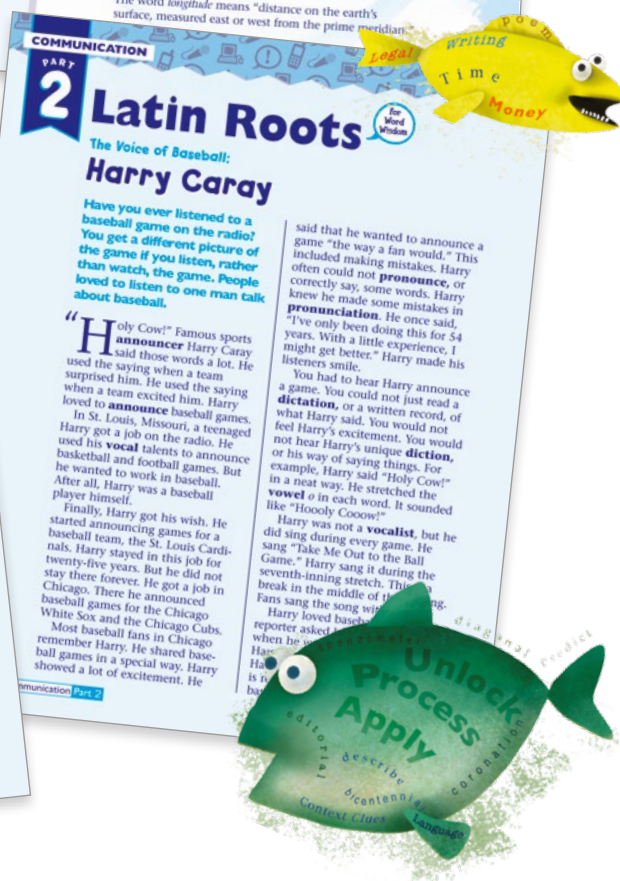 The word longitude means "distance on the earth's
surface, measured east or west from the prime meridian."
COMMUNICATION
PART
2
Latin Roots
for
Word
Wisdom
The Voice of Baseball:
Harry Caray
Have you ever listened to a
baseball game on the radio?
You get a different picture of
the game if you listen, rather
than watch, the game. People
loved to listen to one man talk
about baseball.
"Holy Cow!" Famous sports
announcer Harry Caray
said those words a lot. He
used the saying when a team
surprised him. He used the saying
when a team excited him. Harry
loved to announce baseball games.
In St. Louis, Missouri, a teenaged
Harry got a job on the radio. He
used his vocal talents to announce
basketball and football games. But
he wanted to work in baseball.
After all, Harry was a baseball
player himself.
Finally, Harry got his wish. He
started announcing games for a
baseball team, the St. Louis Cardi-
nals. Harry stayed in this job for
twenty-five years. But he did not
stay there forever. He got a job in
Chicago. There he announced
baseball games for the Chicago
White Sox and the Chicago Cubs.
Most baseball fans in Chicago
remember Harry. He shared base-
ball games in a special way. Harry
showed a lot of excitement. He
said that he wanted to announce a
game "the way a fan would." This
included making mistakes. Harry
often could not pronounce, or
correctly say, some words. Harry
knew he made some mistakes in
pronunciation. He once said,
"I've only been doing this for 54
years. With a little experience, I
might get better." Harry made his
listeners smile.
You had to hear Harry announce
a game. You could not just read a
dictation, or a written record, of
what Harry said. You would not
feel Harry's excitement. You would
not hear Harry's unique diction,
or his way of saying things. For
example, Harry said "Holy Cow!"
in a neat way. He stretched the
vowel o in each word. It sounded
like "Hoooly Cooow!"
Harry was not a vocalist, but he
did sing during every game. He
sang "Take Me Out to the Ball
Game." Harry sang it during the
seventh-inning stretch. This
break in the middle of
Fans sang the song
Harry loved
reporter asked
when he
is
Part 2
poem
Legal
Writing
Time
Money
speedometer
diagonal
Predict
Unlock
Process
Apply
editorial
describe
coronation
bicentennial
Context Clues
Language